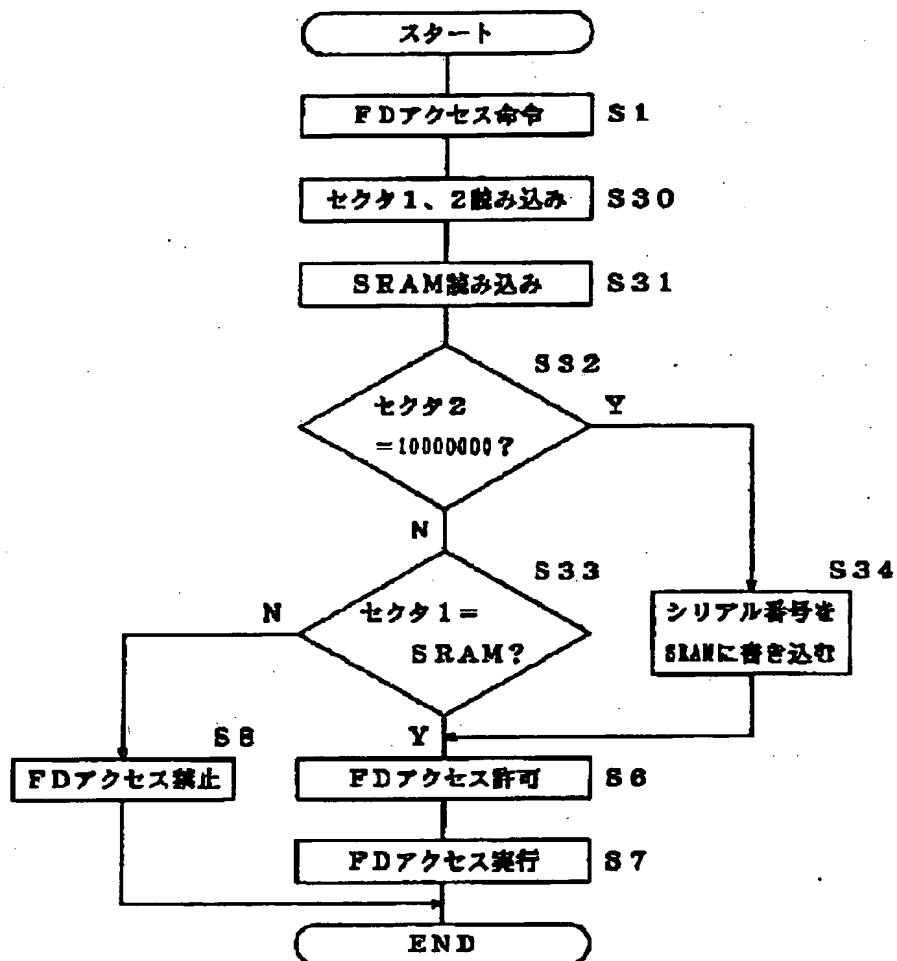 スタート
FDアクセス命令 S1
セクタ1、2読み込み S30
SRAM読み込み S31
S32
セクタ2
=10000000?
Y
N
S33
セクタ1=
SRAM?
N
S34
シリアル番号を
SRAMに書き込む
Y
S8
FDアクセス禁止
FDアクセス許可 S6
FDアクセス実行 S7
END